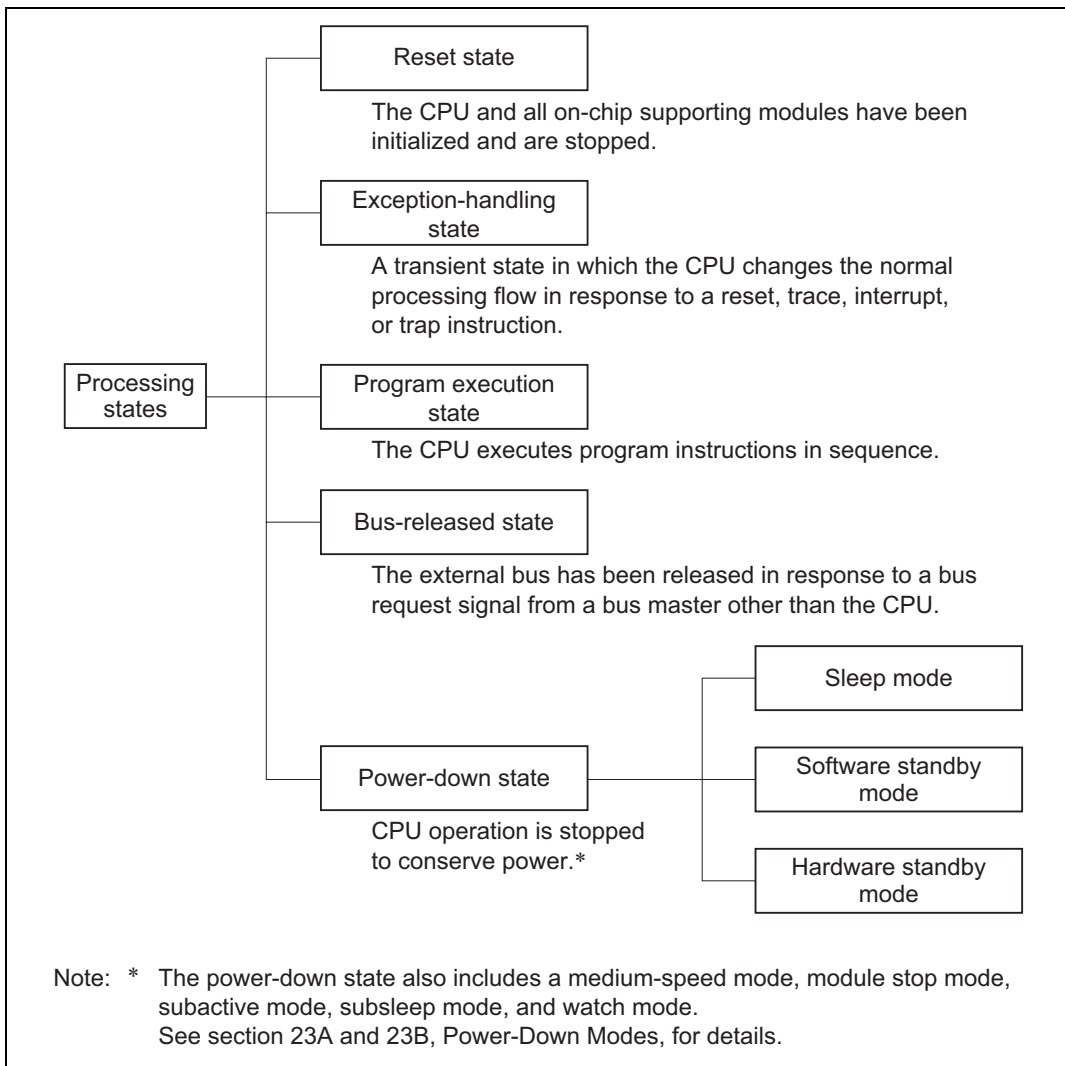 Reset state
The CPU and all on-chip supporting modules have been
initialized and are stopped.
Exception-handling
state
A transient state in which the CPU changes the normal
processing flow in response to a reset, trace, interrupt,
or trap instruction.
Processing
states
Program execution
state
The CPU executes program instructions in sequence.
Bus-released state
The external bus has been released in response to a bus
request signal from a bus master other than the CPU.
Sleep mode
Power-down state
CPU operation is stopped
to conserve power.*
Software standby
mode
Hardware standby
mode
Note: * The power-down state also includes a medium-speed mode, module stop mode,
subactive mode, subsleep mode, and watch mode.
See section 23A and 23B, Power-Down Modes, for details.